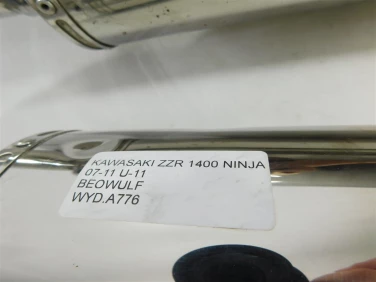 KAWASAKI ZZR 1400 NINJA
07-11 U-11
BEOWULF
WYD.A776